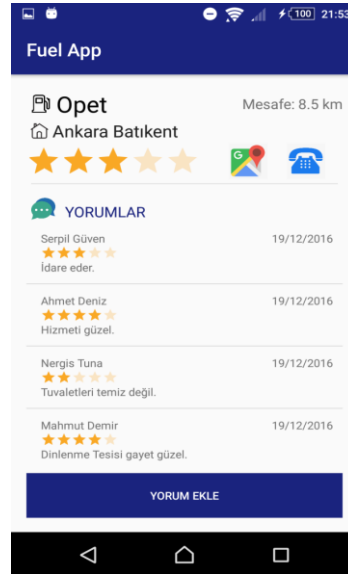 100 21:53
Fuel App
Opet
Mesafe: 8.5 km
Ankara Batıkent
G
YORUMLAR
Serpil Güven
19/12/2016
İdare eder.
Ahmet Deniz
19/12/2016
Hizmeti güzel.
Nergis Tuna
19/12/2016
Tuvaletleri temiz değil.
Mahmut Demir
19/12/2016
Dinlenme Tesisi gayet güzel.
YORUM EKLE